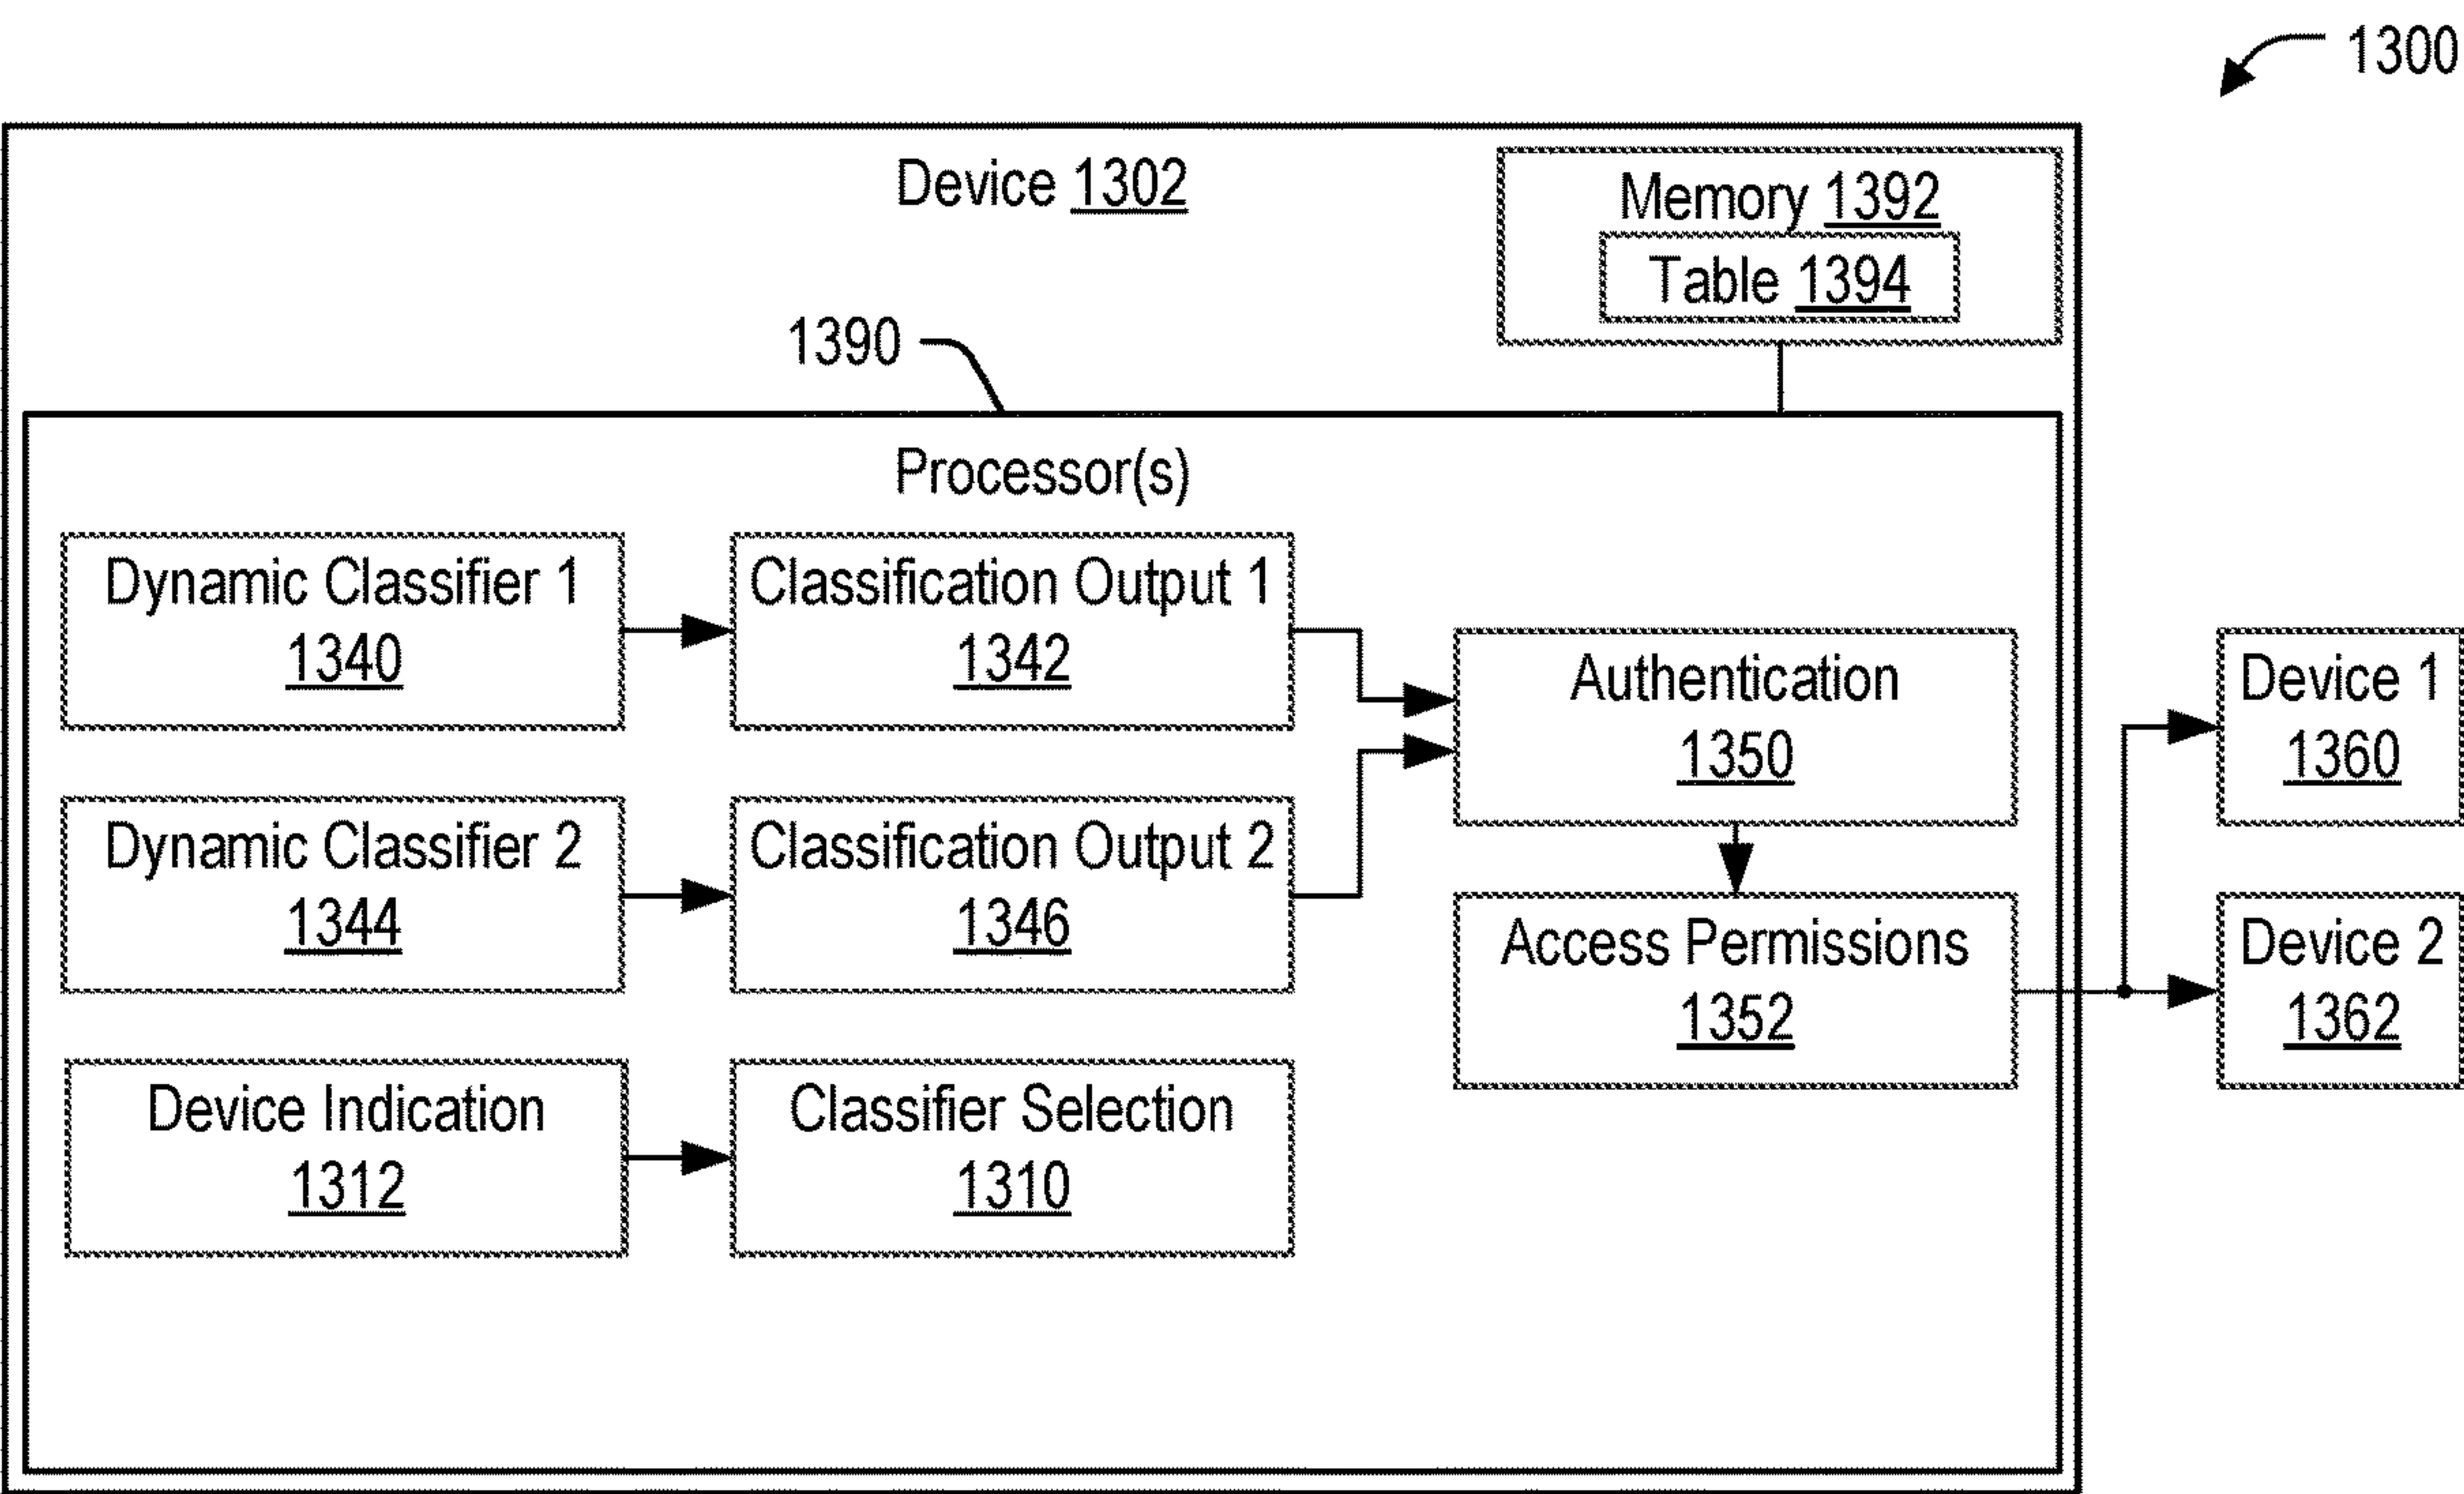 1300
Device 1302
Memory 1392
Table 1394
1390
Processor(s)
Dynamic Classifier 1
1340
Classification Output 1
1342
Authentication
1350
Device 1
1360
Dynamic Classifier 2
1344
Classification Output 2
1346
Access Permissions
1352
Device 2
1362
Device Indication
1312
Classifier Selection
1310